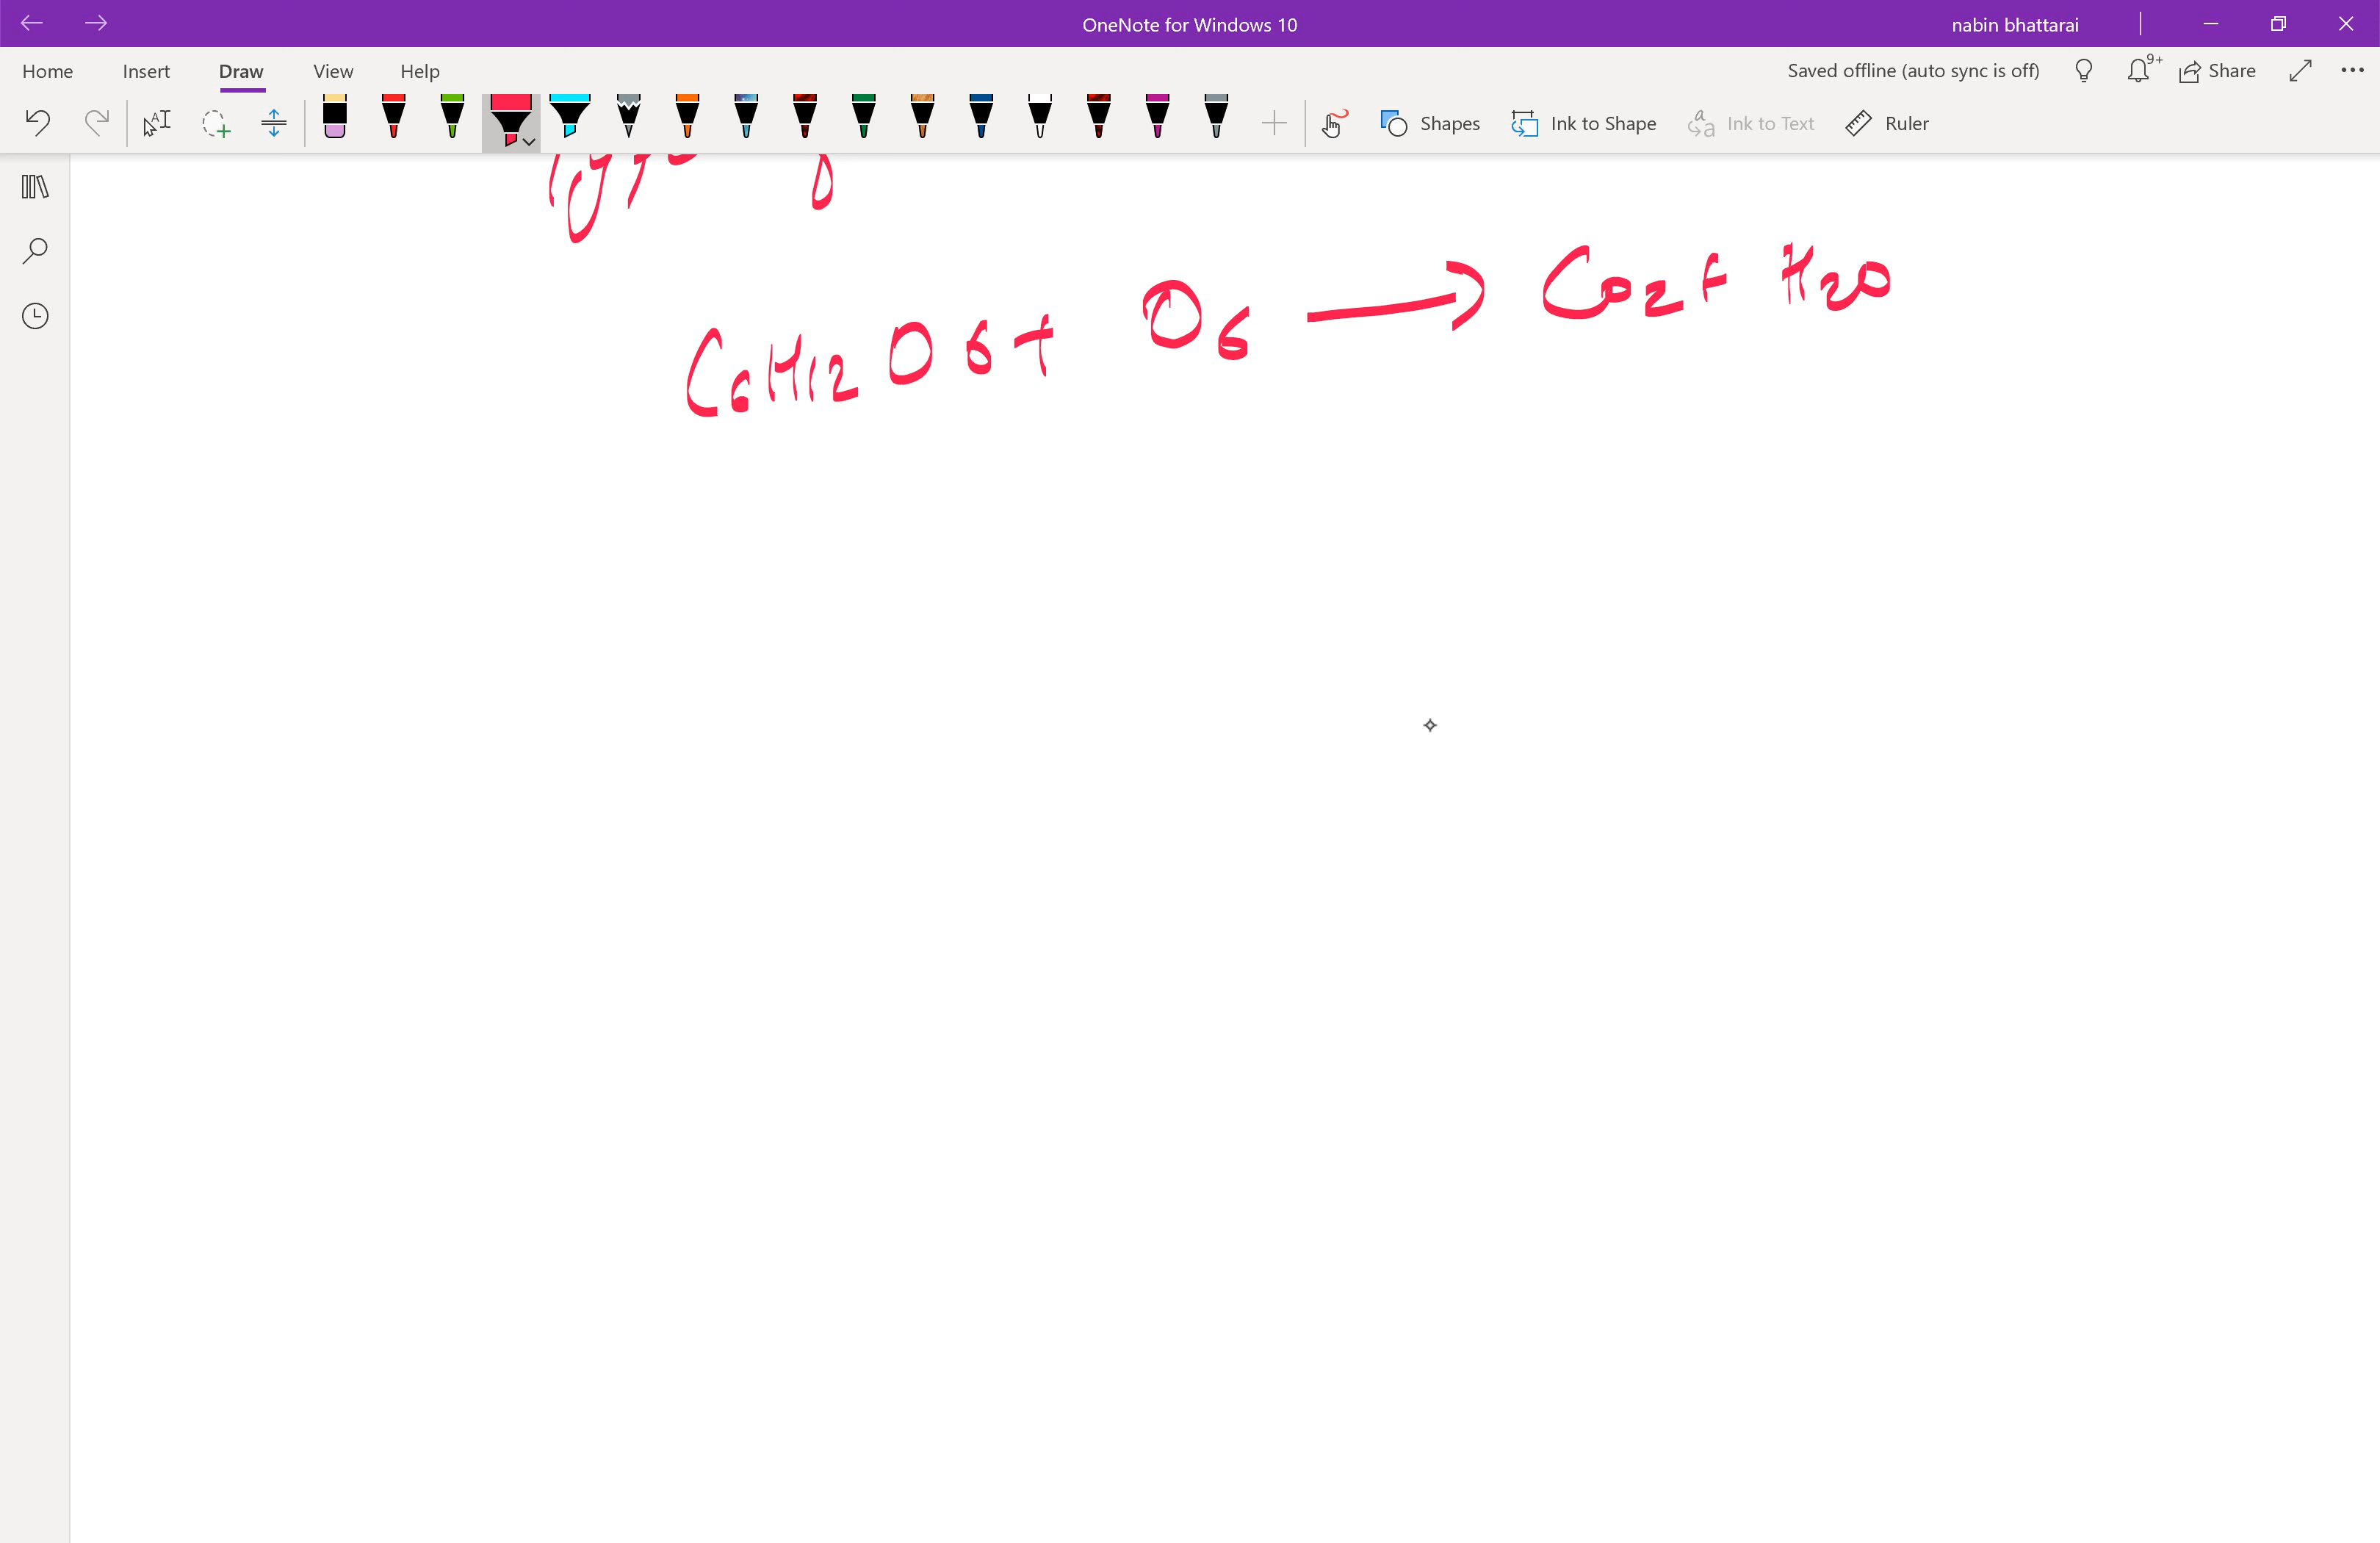 OneNote for Windows 10
nabin bhattarai
Home Insert Draw View Help
Saved offline (auto sync is off) 9+ Share
Shapes Ink to Shape Ink to Text Ruler
C6H12O6 + O6 → CO2 + H2O